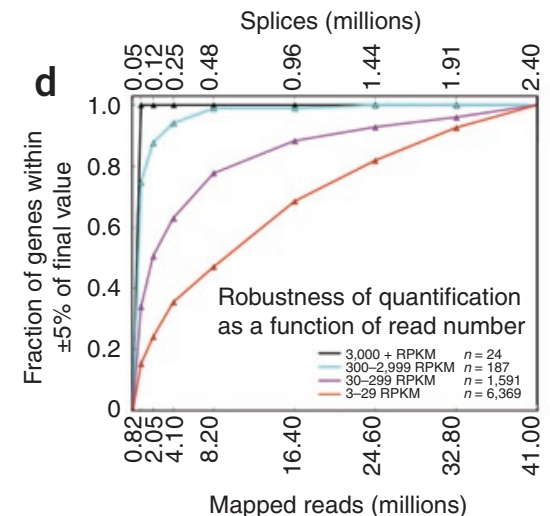 Splices (millions)
0.05 0.12 0.25 0.48 0.96 1.44 1.91 2.40
d
Fraction of genes within
±5% of final value
1.0
0.8
0.6
0.4
0.2
0
Robustness of quantification
as a function of read number
3,000 + RPKM n = 24
300–2,999 RPKM n = 187
30–299 RPKM n = 1,591
3–29 RPKM n = 6,369
0.82 2.05 4.10 8.20 16.40 24.60 32.80 41.00
Mapped reads (millions)